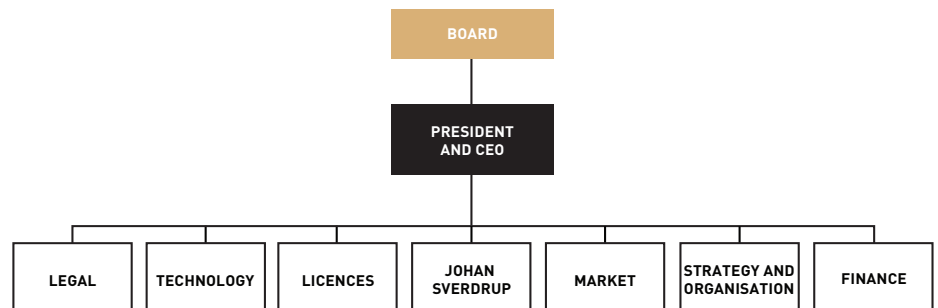 BOARD
PRESIDENT
AND CEO
LEGAL
TECHNOLOGY
LICENCES
JOHAN
SVERDRUP
MARKET
STRATEGY AND
ORGANISATION
FINANCE